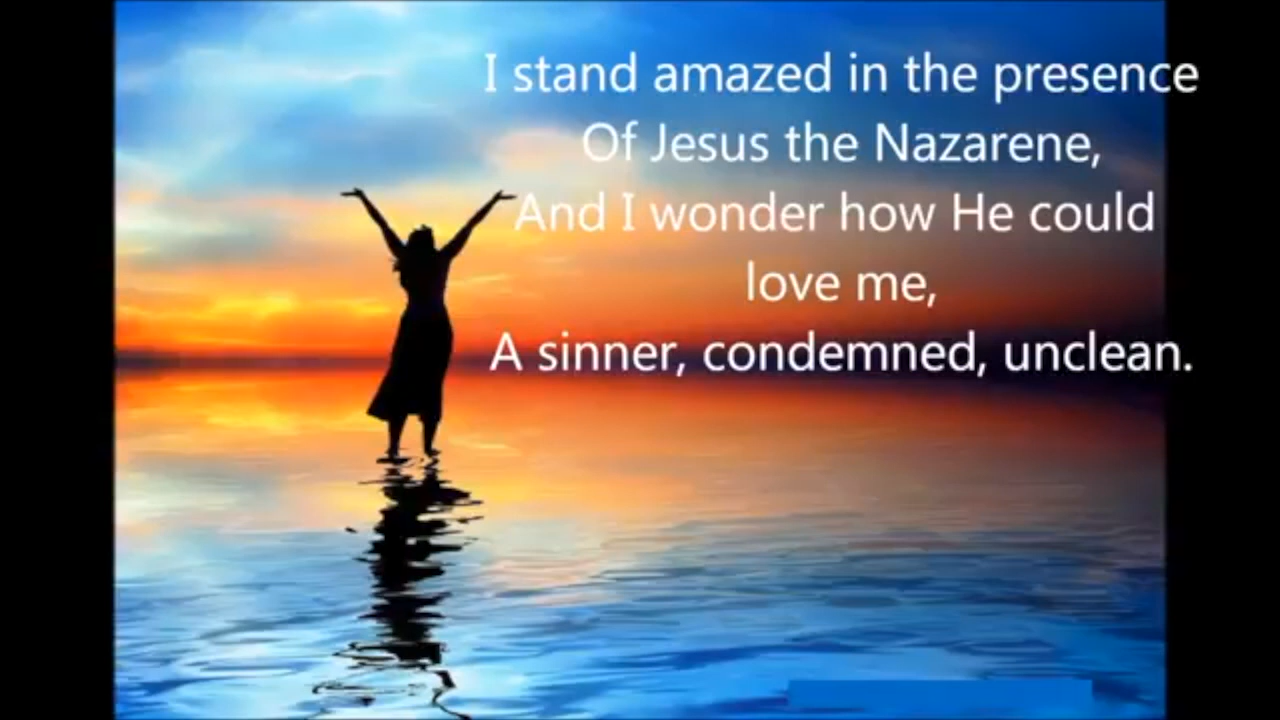 I stand amazed in the presence
Of Jesus the Nazarene,
And I wonder how He could
love me,
A sinner, condemned, unclean.